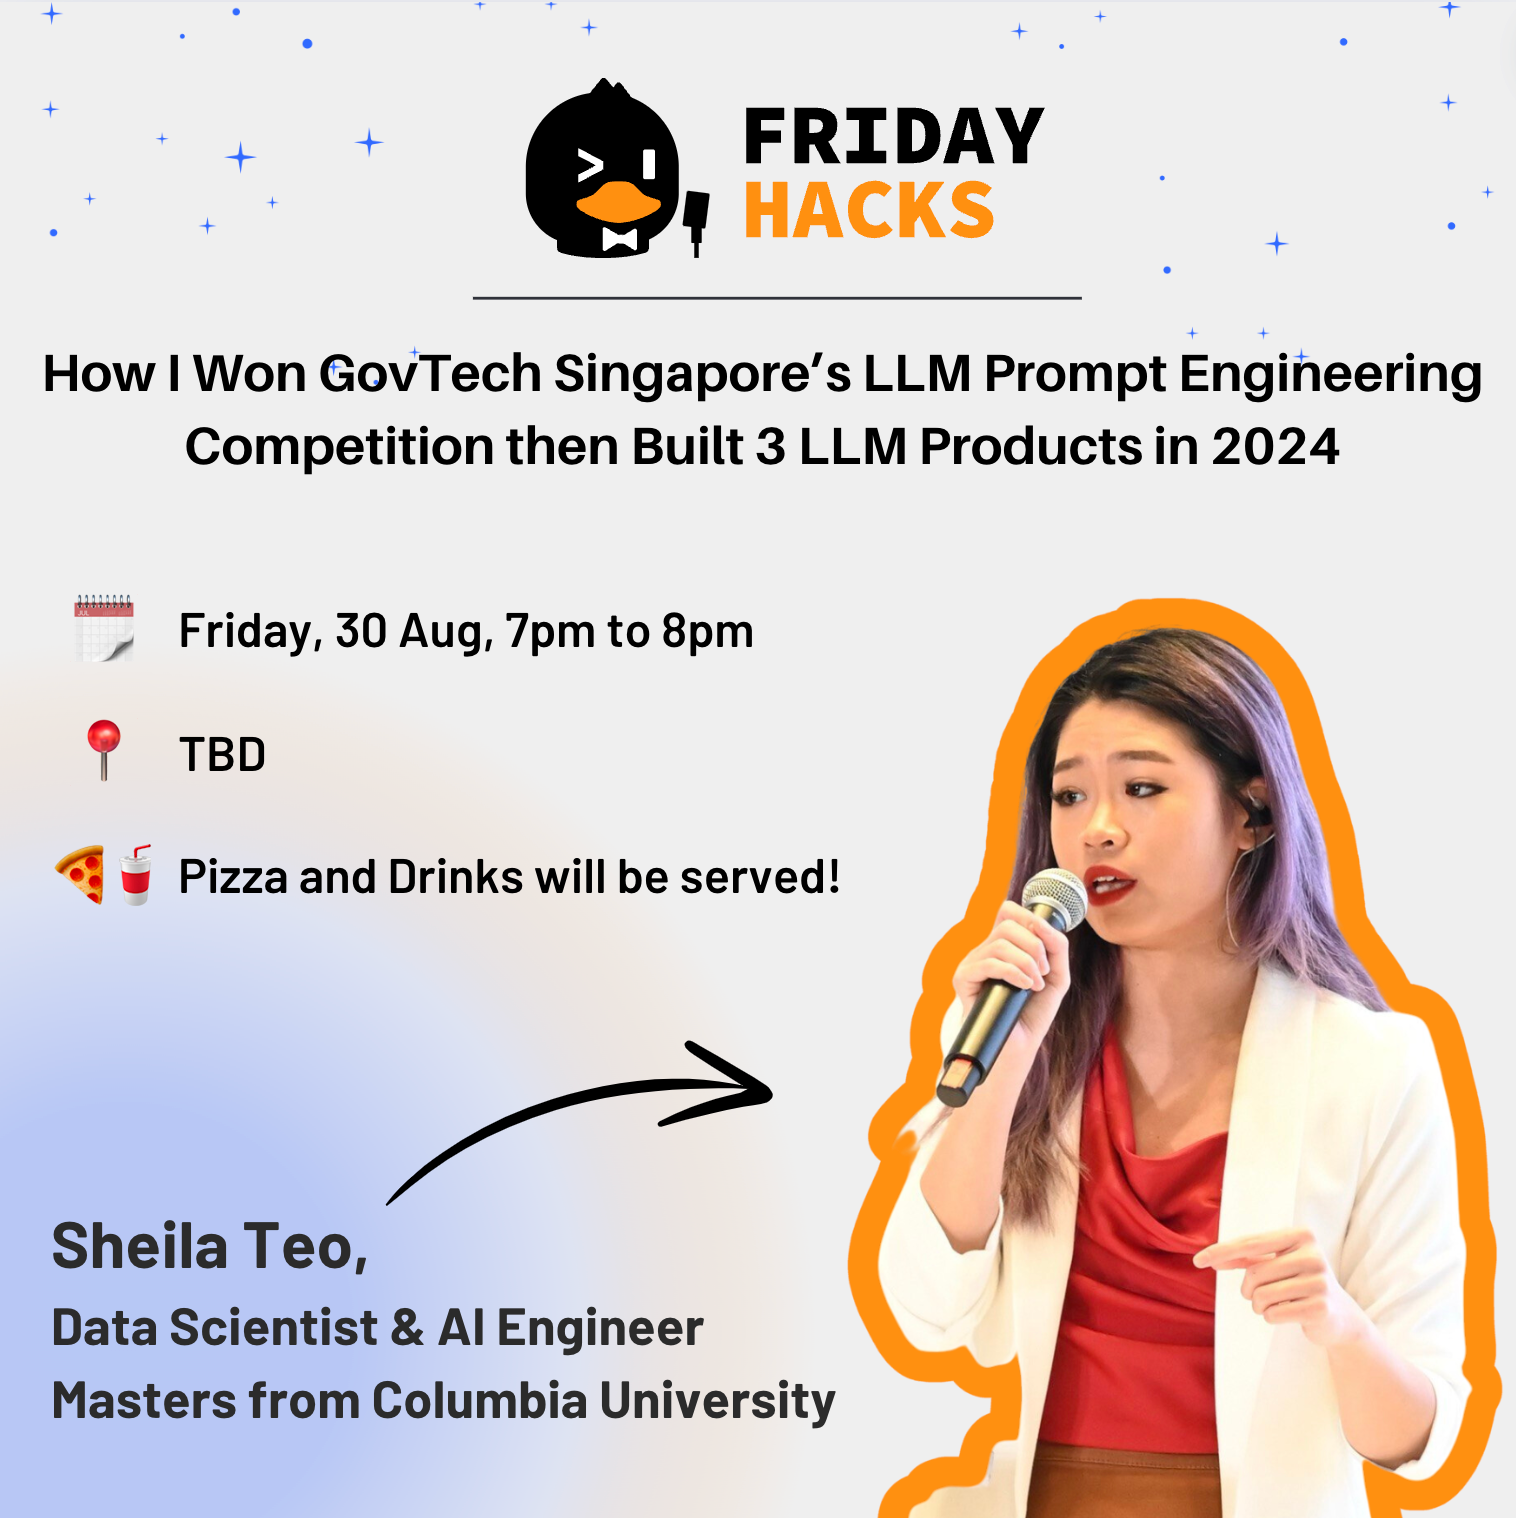 FRIDAY
HACKS
How I Won GovTech Singapore’s LLM Prompt Engineering
Competition then Built 3 LLM Products in 2024
JUL
Friday, 30 Aug, 7pm to 8pm
TBD
Pizza and Drinks will be served!
Sheila Teo,
Data Scientist & AI Engineer
Masters from Columbia University